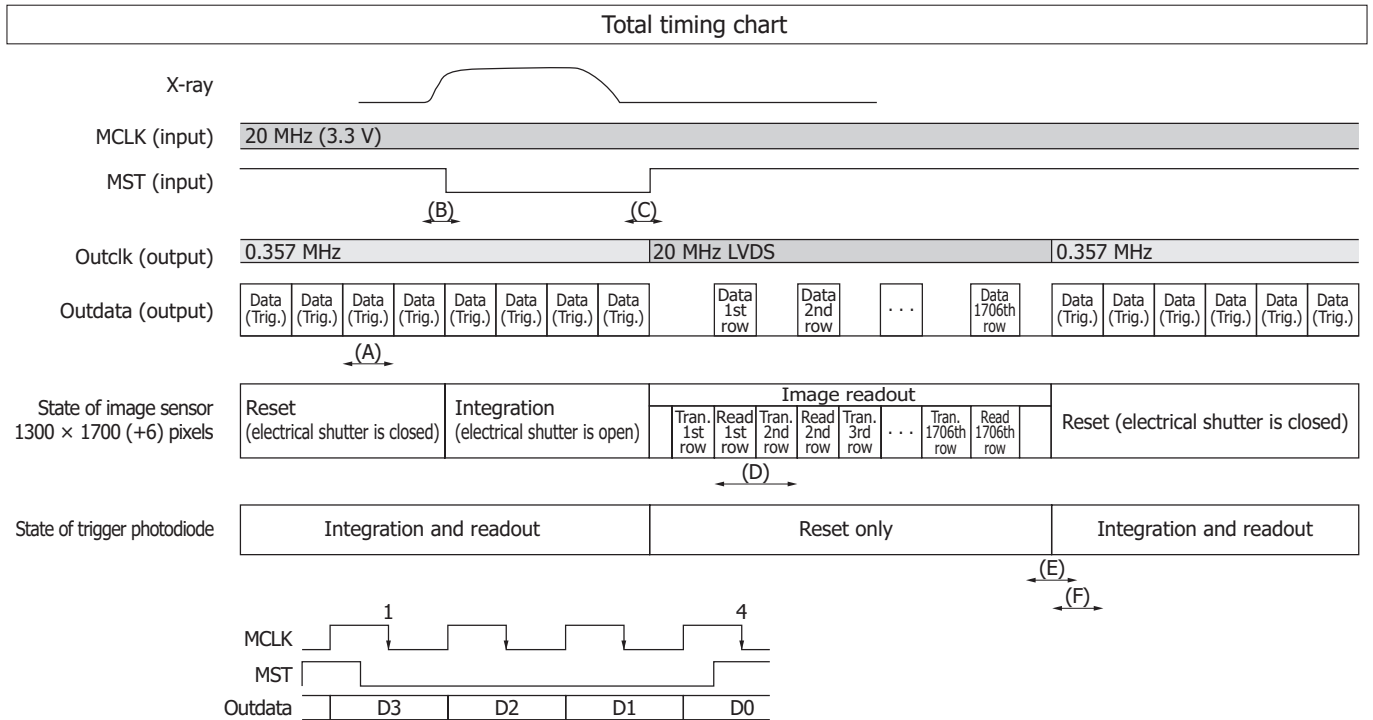 Total timing chart
X-ray
MCLK (input) 20 MHz (3.3 V)
MST (input)
(B) (C)
Outclk (output) 0.357 MHz 20 MHz LVDS 0.357 MHz
Outdata (output) Data (Trig.) Data (Trig.) Data (Trig.) Data (Trig.) Data (Trig.) Data (Trig.) Data (Trig.) Data (Trig.) Data 1st row Data 2nd row · · · Data 1706th row Data (Trig.) Data (Trig.) Data (Trig.) Data (Trig.) Data (Trig.) Data (Trig.)
(A)
State of image sensor
1300 × 1700 (+6) pixels
Reset
(electrical shutter is closed)
Integration
(electrical shutter is open)
Image readout
Tran. 1st row Read 1st row Tran. 2nd row Read 2nd row Tran. 3rd row · · · Tran. 1706th row Read 1706th row
Reset (electrical shutter is closed)
(D)
State of trigger photodiode Integration and readout Reset only Integration and readout
(E)
(F)
1 4
MCLK
MST
Outdata D3 D2 D1 D0